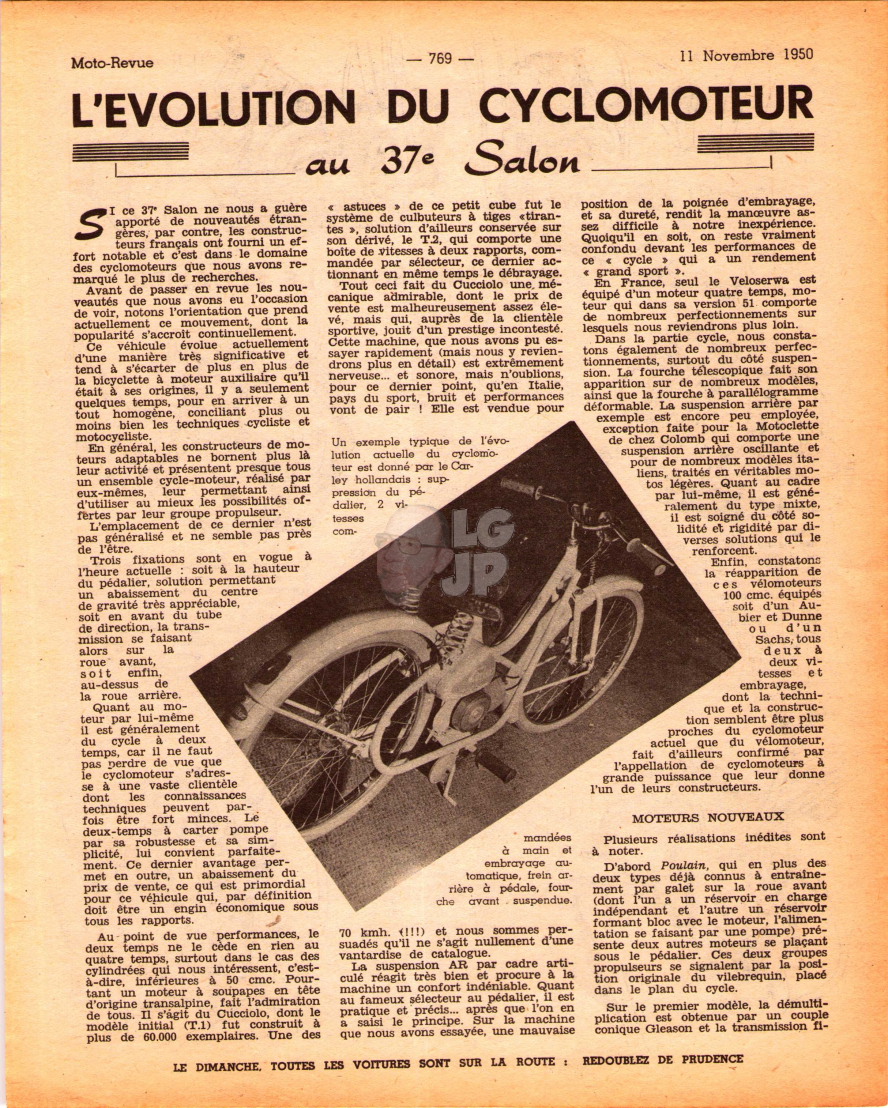 Moto-Revue
— 769 —
11 Novembre 1950
L'EVOLUTION DU CYCLOMOTEUR
au 37e Salon
SI ce 37e Salon ne nous a guère
apporté de nouveautés étran-
gères, par contre, les construc-
teurs français ont fourni un ef-
fort notable et c'est dans le domaine
des cyclomoteurs que nous avons re-
marqué le plus de recherches.
Avant de passer en revue les nou-
veautés que nous avons eu l'occasion
de voir, notons l'orientation que prend
actuellement ce mouvement, dont la
popularité s'accroît continuellement.
Ce véhicule évolue actuellement
d'une manière très significative et
tend à s'écarter de plus en plus de
la bicyclette à moteur auxiliaire qu'il
était à ses origines, il y a seulement
quelques temps, pour en arriver à un
tout homogène, conciliant plus ou
moins bien les techniques cycliste et
motocycliste.
En général, les constructeurs de mo-
teurs adaptables ne bornent plus là
leur activité et présentent presque tous
un ensemble cycle-moteur, réalisé par
eux-mêmes, leur permettant ainsi
d'utiliser au mieux les possibilités of-
fertes par leur groupe propulseur.
L'emplacement de ce dernier n'est
pas généralisé et ne semble pas près
de l'être.
Trois fixations sont en vogue à
l'heure actuelle : soit à la hauteur
du pédalier, solution permettant
un abaissement du centre
de gravité très appréciable,
soit en avant du tube
de direction, la trans-
mission se faisant
alors sur la
roue avant,
soit enfin,
au-dessus de
la roue arrière.
Quant au mo-
teur par lui-même
il est généralement
du cycle à deux
temps, car il ne faut
pas perdre de vue que
le cyclomoteur s'adres-
se à une vaste clientèle
dont les connaissances
techniques peuvent par-
fois être fort minces. Le
deux-temps à carter pompe
par sa robustesse et sa sim-
plicité, lui convient parfaite-
ment. Ce dernier avantage per-
met en outre, un abaissement du
prix de vente, ce qui est primordial
pour ce véhicule qui, par définition
doit être un engin économique sous
tous les rapports.
Au point de vue performances, le
deux temps ne le cède en rien au
quatre temps, surtout dans le cas des
cylindrées qui nous intéressent, c'est-
à-dire, inférieures à 50 cmc. Pour-
tant un moteur à soupapes en tête
d'origine transalpine, fait l'admiration
de tous. Il s'agit du Cucciolo, dont le
modèle initial (T.1) fut construit à
plus de 60.000 exemplaires. Une des
« astuces » de ce petit cube fut le
système de culbuteurs à tiges «tiran-
tes », solution d'ailleurs conservée sur
son dérivé, le T.2, qui comporte une
boîte de vitesses à deux rapports, com-
mandée par sélecteur, ce dernier ac-
tionnant en même temps le débrayage.
Tout ceci fait du Cucciolo une mé-
canique admirable, dont le prix de
vente est malheureusement assez éle-
vé, mais qui, auprès de la clientèle
sportive, jouit d'un prestige incontesté.
Cette machine, que nous avons pu es-
sayer rapidement (mais nous y revien-
drons plus en détail) est extrêmement
nerveuse... et sonore, mais n'oublions,
pour ce dernier point, qu'en Italie,
pays du sport, bruit et performances
vont de pair ! Elle est vendue pour
Un exemple typique de l'évo-
lution actuelle du cyclomo-
teur est donné par le Car-
ley hollandais : sup-
pression du pé-
dalier, 2 vi-
tesses
com-
LG
JP
mandées
à main et
embrayage au-
tomatique, frein ar-
rière à pédale, four-
che avant suspendue.
70 kmh. (!!!) et nous sommes per-
suadés qu'il ne s'agit nullement d'une
vantardise de catalogue.
La suspension AR par cadre arti-
culé réagit très bien et procure à la
machine un confort indéniable. Quant
au fameux sélecteur au pédalier, il est
pratique et précis... après que l'on en
a saisi le principe. Sur la machine
que nous avons essayée, une mauvaise
position de la poignée d'embrayage,
et sa dureté, rendit la manœuvre as-
sez difficile à notre inexpérience.
Quoiqu'il en soit, on reste vraiment
confondu devant les performances de
ce « cycle » qui a un rendement
« grand sport ».
En France, seul le Veloserwa est
équipé d'un moteur quatre temps, mo-
teur qui dans sa version 51 comporte
de nombreux perfectionnements sur
lesquels nous reviendrons plus loin.
Dans la partie cycle, nous consta-
tons également de nombreux perfec-
tionnements, surtout du côté suspen-
sion. La fourche télescopique fait son
apparition sur de nombreux modèles,
ainsi que la fourche à parallélogramme
déformable. La suspension arrière par
exemple est encore peu employée,
exception faite pour la Motoclette
de chez Colomb qui comporte une
suspension arrière oscillante et
pour de nombreux modèles ita-
liens, traités en véritables mo-
tos légères. Quant au cadre
par lui-même, il est géné-
ralement du type mixte,
il est soigné du côté so-
lidité et rigidité par di-
verses solutions qui le
renforcent.
Enfin, constatons
la réapparition de
ces vélomoteurs
100 cmc. équipés
soit d'un Au-
bier et Dunne
ou d'un
Sachs, tous
deux à
deux vi-
tesses et
embrayage,
dont la techni-
que et la construc-
tion semblent être plus
proches du cyclomoteur
actuel que du vélomoteur,
fait d'ailleurs confirmé par
l'appellation de cyclomoteurs à
grande puissance que leur donne
l'un de leurs constructeurs.
MOTEURS NOUVEAUX
Plusieurs réalisations inédites sont
à noter.
D'abord Poulain, qui en plus des
deux types déjà connus à entraîne-
ment par galet sur la roue avant
(dont l'un a un réservoir en charge
indépendant et l'autre un réservoir
formant bloc avec le moteur, l'alimen-
tation se faisant par une pompe) pré-
sente deux autres moteurs se plaçant
sous le pédalier. Ces deux groupes
propulseurs se signalent par la posi-
tion originale du vilebrequin, placé
dans le plan du cycle.
Sur le premier modèle, la démulti-
plication est obtenue par un couple
conique Gleason et la transmission fi-
LE DIMANCHE, TOUTES LES VOITURES SONT SUR LA ROUTE : REDOUBLEZ DE PRUDENCE